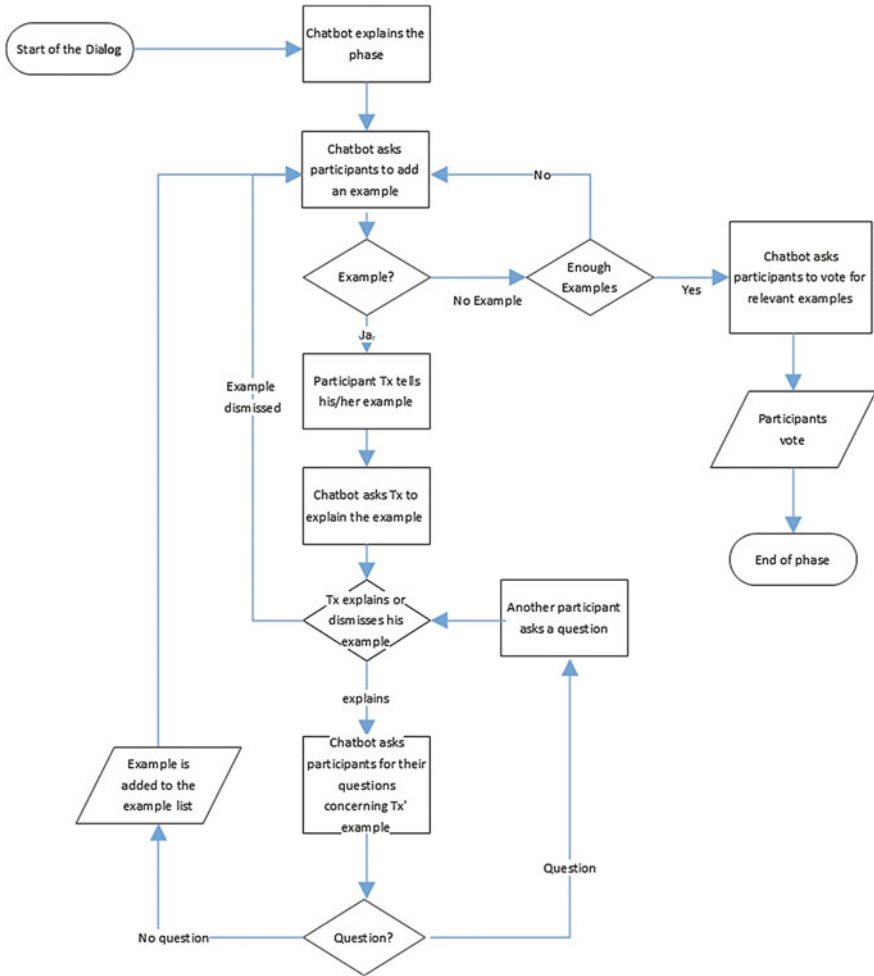 Start of the Dialog
Chatbot explains the
phase
Chatbot asks
participants to add
an example
No
Example?
No Example
Enough
Examples
Yes
Chatbot asks
participants to vote for
relevant examples
Ja,
Participant Tx tells
his/her example
Example
dismissed
Participants
vote
Chatbot asks Tx to
explain the example
End of phase
Tx explains or
dismisses his
example
Another participant
asks a question
explains
Chatbot asks
participants for their
questions
concerning Tx'
example
Example is
added to the
example list
Question
No question
Question?